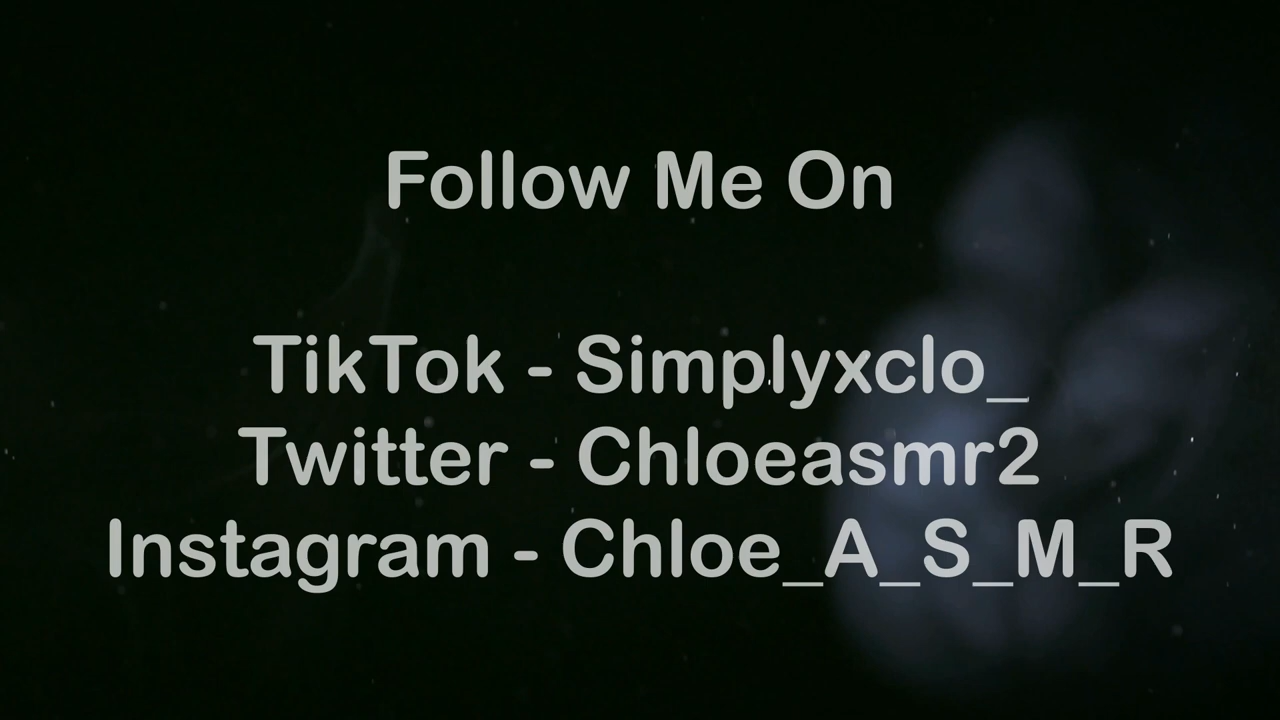 Follow Me On
TikTok - Simplyxclo_
Twitter - Chloeasmr2
Instagram - Chloe_A_S_M_R